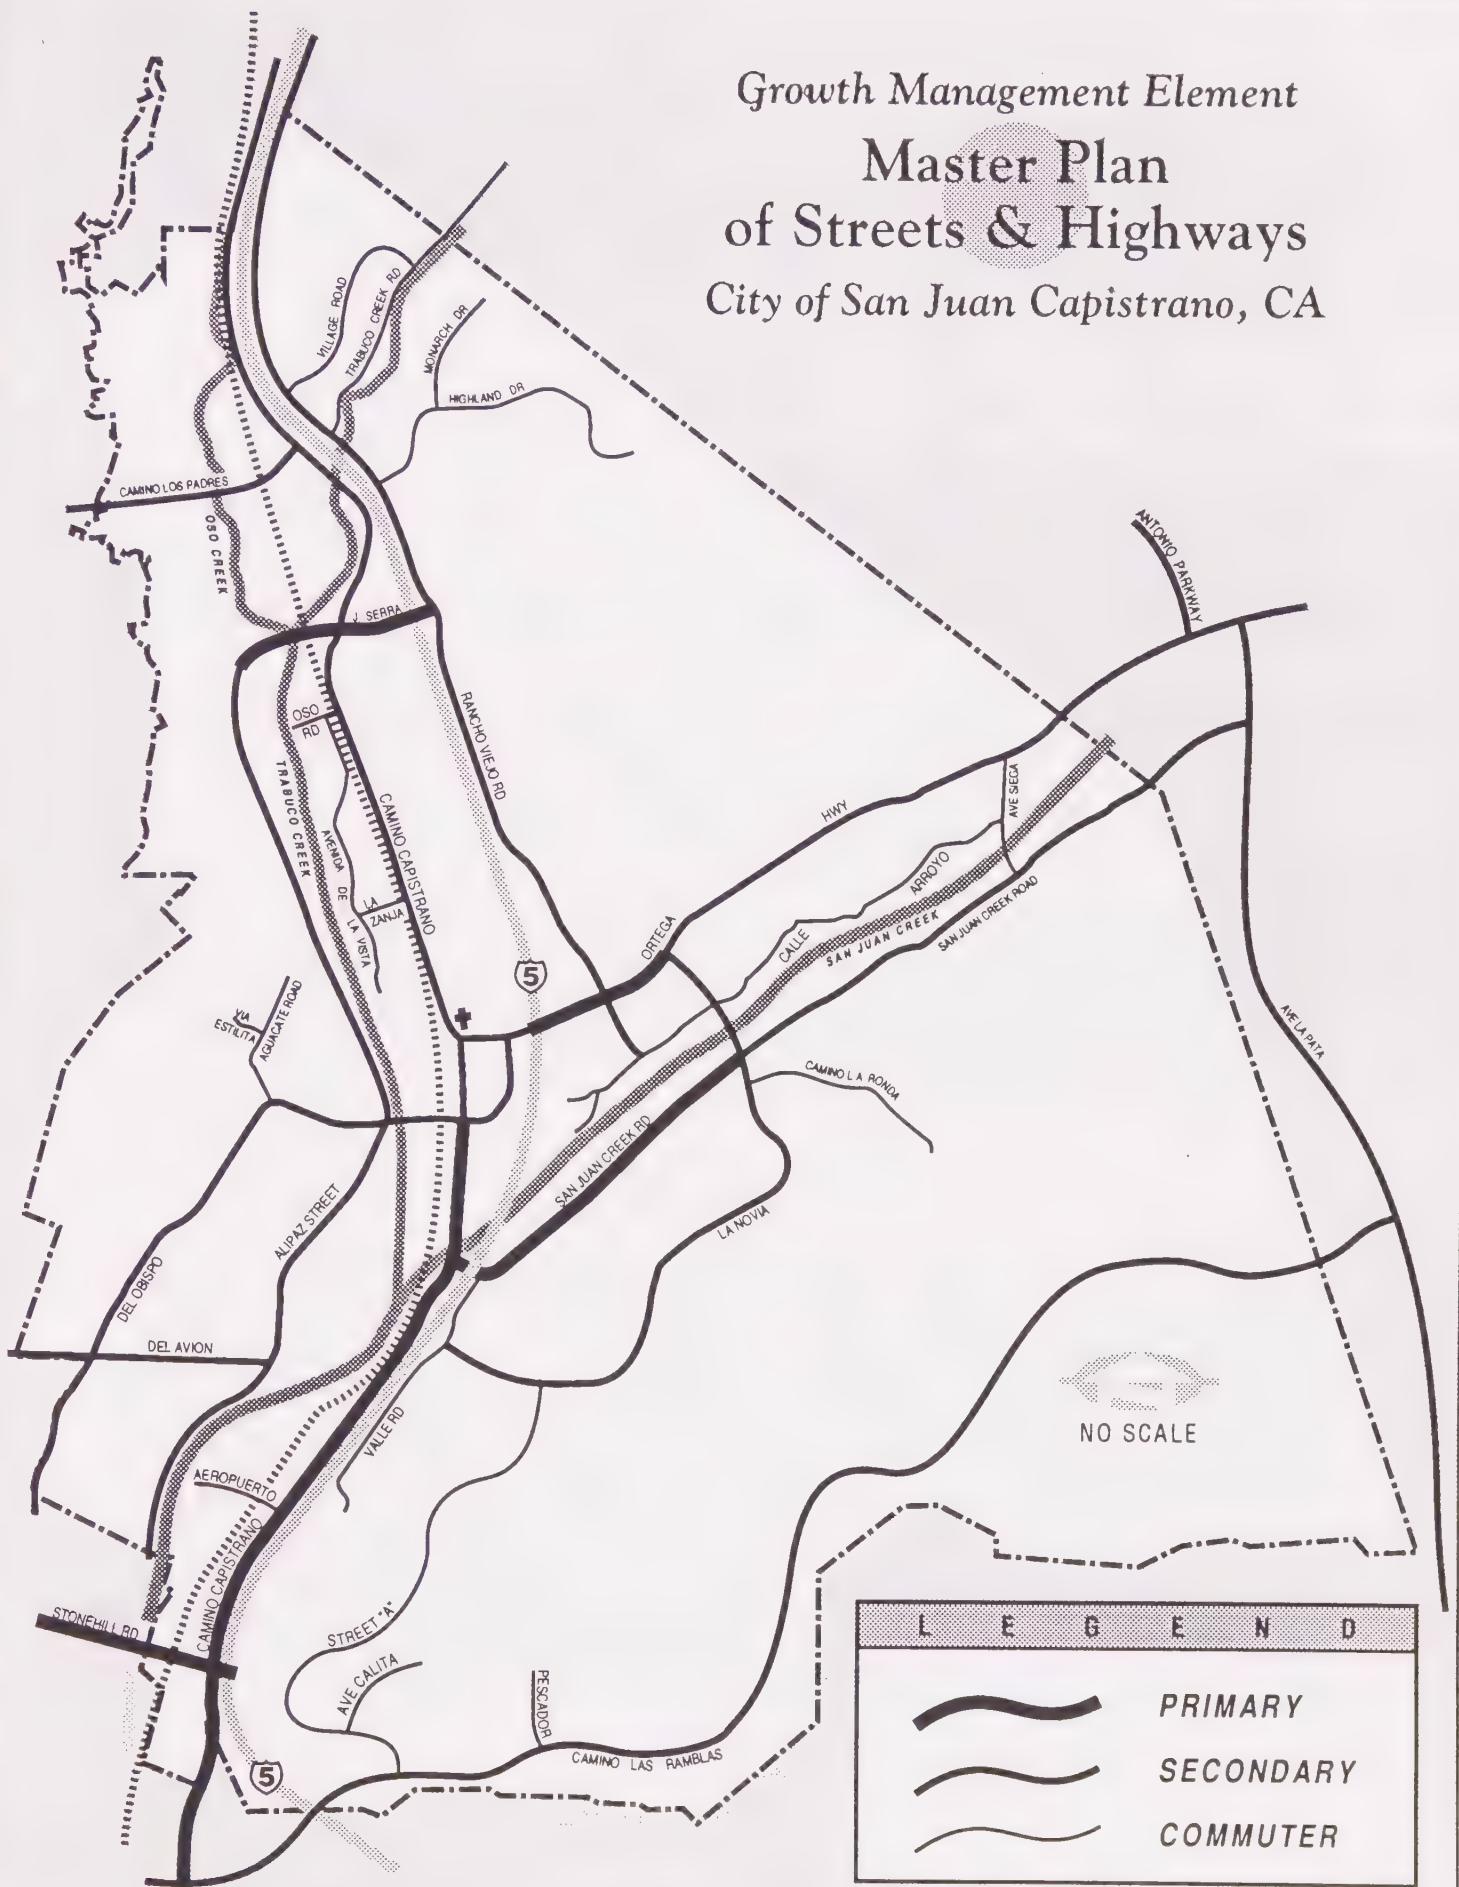 Growth Management Element
Master Plan
of Streets & Highways
City of San Juan Capistrano, CA
VILLAGE ROAD
TRABUCO CREEK RD
MONARCH DR
HIGHLAND DR
CAMINO LOS PADRES
OSO CREEK
ANTONIO PARKWAY
J. SERRA
RANCHO VIEJO RD
OSO
RD
TRABUCO CREEK
CAMINO CAPISTRANO
AVENIDA DE
LA VISTA
LA
ZANJA
HWY
AVE SIEGA
ARROYO
CALLE
SAN JUAN CREEK
SAN JUAN CREEK ROAD
ORTEGA
5
VIA
ESTILITA
AGUACATE ROAD
AVE LA PATA
CAMINO LA RONDA
SAN JUAN CREEK RD
LA NOVIA
ALIPAZ STREET
DEL OBISPO
DEL AVION
VALLE RD
NO SCALE
AEROPUERTO
CAMINO CAPISTRANO
STONEHILL RD
STREET "A"
AVE CALITA
PESCADOR
CAMINO LAS RAMBLAS
5
LEGEND
PRIMARY
SECONDARY
COMMUTER